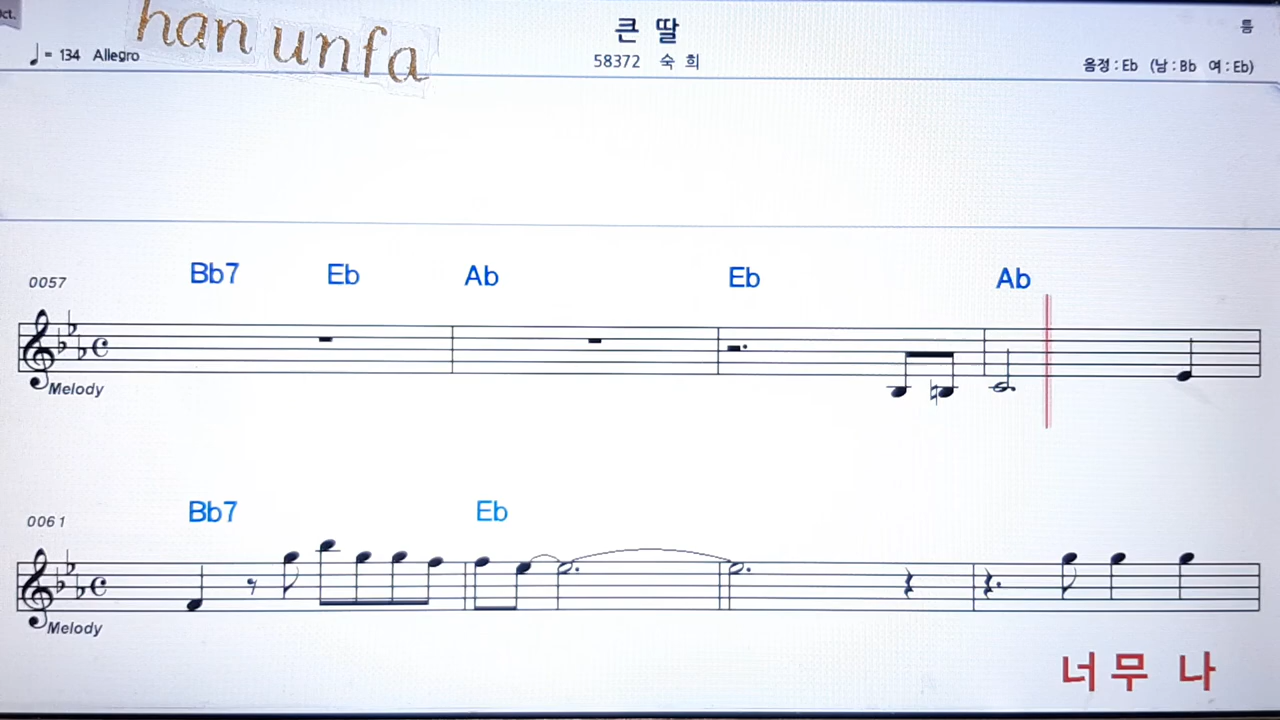 han unfa
큰 딸
♩= 134 Allegro
58372 숙 희
음정 : Eb (남 : Bb 여 : Eb)
0057
Bb7 Eb Ab Eb Ab
Melody
0061
Bb7 Eb
Melody
너 무 나